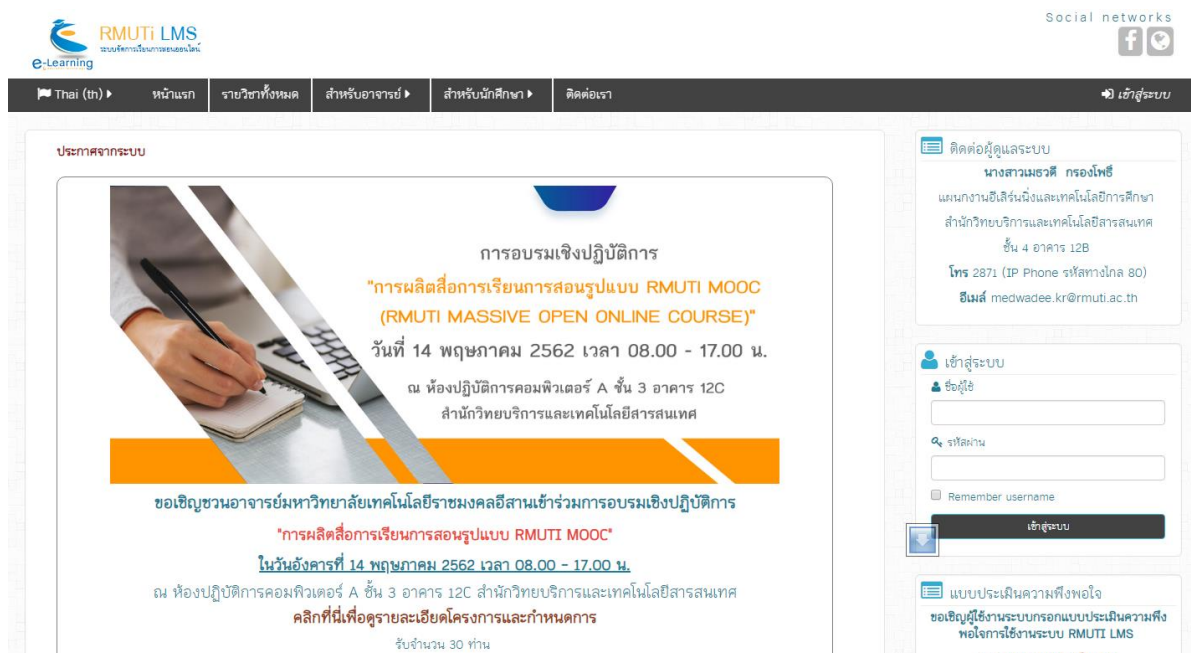 Social networks
RMUTi LMS
ระบบจัดการเรียนการสอนออนไลน์
e-Learning
Thai (th)
หน้าแรก
รายวิชาทั้งหมด
สำหรับอาจารย์
สำหรับนักศึกษา
ติดต่อเรา
เข้าสู่ระบบ
ประกาศจากระบบ
การอบรมเชิงปฏิบัติการ
"การผลิตสื่อการเรียนการสอนรูปแบบ RMUTI MOOC
(RMUTI MASSIVE OPEN ONLINE COURSE)"
วันที่ 14 พฤษภาคม 2562 เวลา 08.00 - 17.00 น.
ณ ห้องปฏิบัติการคอมพิวเตอร์ A ชั้น 3 อาคาร 12C
สำนักวิทยบริการและเทคโนโลยีสารสนเทศ
ขอเชิญชวนอาจารย์มหาวิทยาลัยเทคโนโลยีราชมงคลอีสานเข้าร่วมการอบรมเชิงปฏิบัติการ
"การผลิตสื่อการเรียนการสอนรูปแบบ RMUTI MOOC"
ในวันอังคารที่ 14 พฤษภาคม 2562 เวลา 08.00 - 17.00 น.
ณ ห้องปฏิบัติการคอมพิวเตอร์ A ชั้น 3 อาคาร 12C สำนักวิทยบริการและเทคโนโลยีสารสนเทศ
คลิกที่นี่เพื่อดูรายละเอียดโครงการและกำหนดการ
รับจำนวน 30 ท่าน
ติดต่อผู้ดูแลระบบ
นางสาวเมธวดี กรองโพธิ์
แผนกงานอีเลิร์นนิ่งและเทคโนโลยีการศึกษา
สำนักวิทยบริการและเทคโนโลยีสารสนเทศ
ชั้น 4 อาคาร 12B
โทร 2871 (IP Phone รหัสทางไกล 80)
อีเมล์ medwadee.kr@rmuti.ac.th
เข้าสู่ระบบ
ชื่อผู้ใช้
รหัสผ่าน
Remember username
เข้าสู่ระบบ
แบบประเมินความพึงพอใจ
ขอเชิญผู้ใช้งานระบบกรอกแบบประเมินความพึง
พอใจการใช้งานระบบ RMUTI LMS